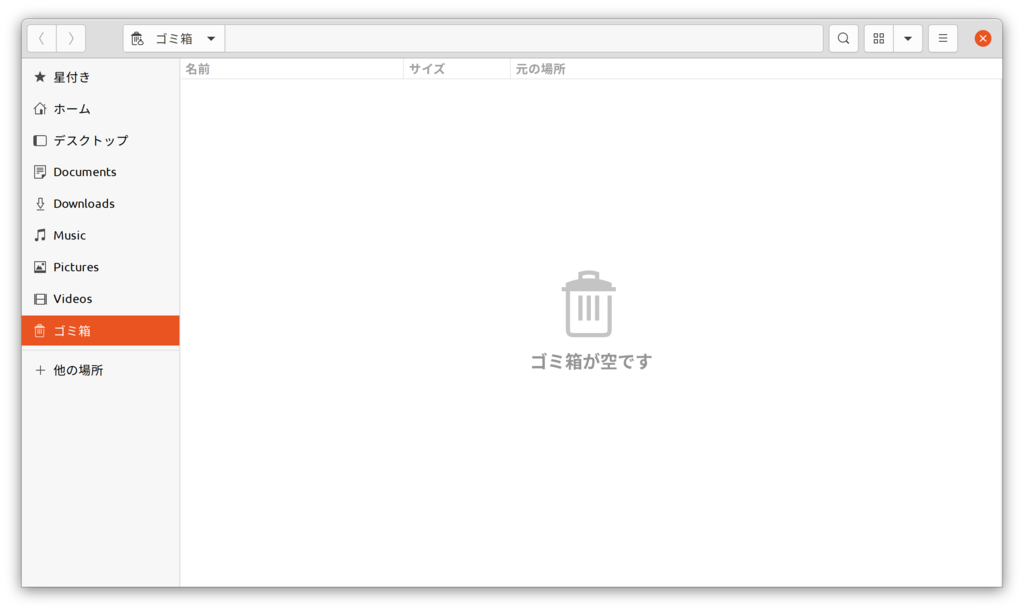 ゴミ箱
名前 サイズ 元の場所
星付き
ホーム
デスクトップ
Documents
Downloads
Music
Pictures
Videos
ゴミ箱
他の場所
ゴミ箱が空です